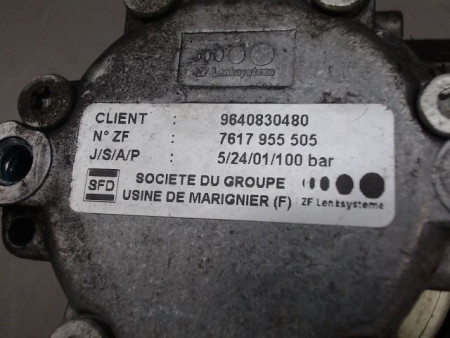 ZF Lenksysteme
CLIENT : 9640830480
N° ZF : 7617 955 505
J/S/A/P : 5/24/01/100 bar
SFD SOCIETE DU GROUPE
USINE DE MARIGNIER (F) ZF Lenksysteme